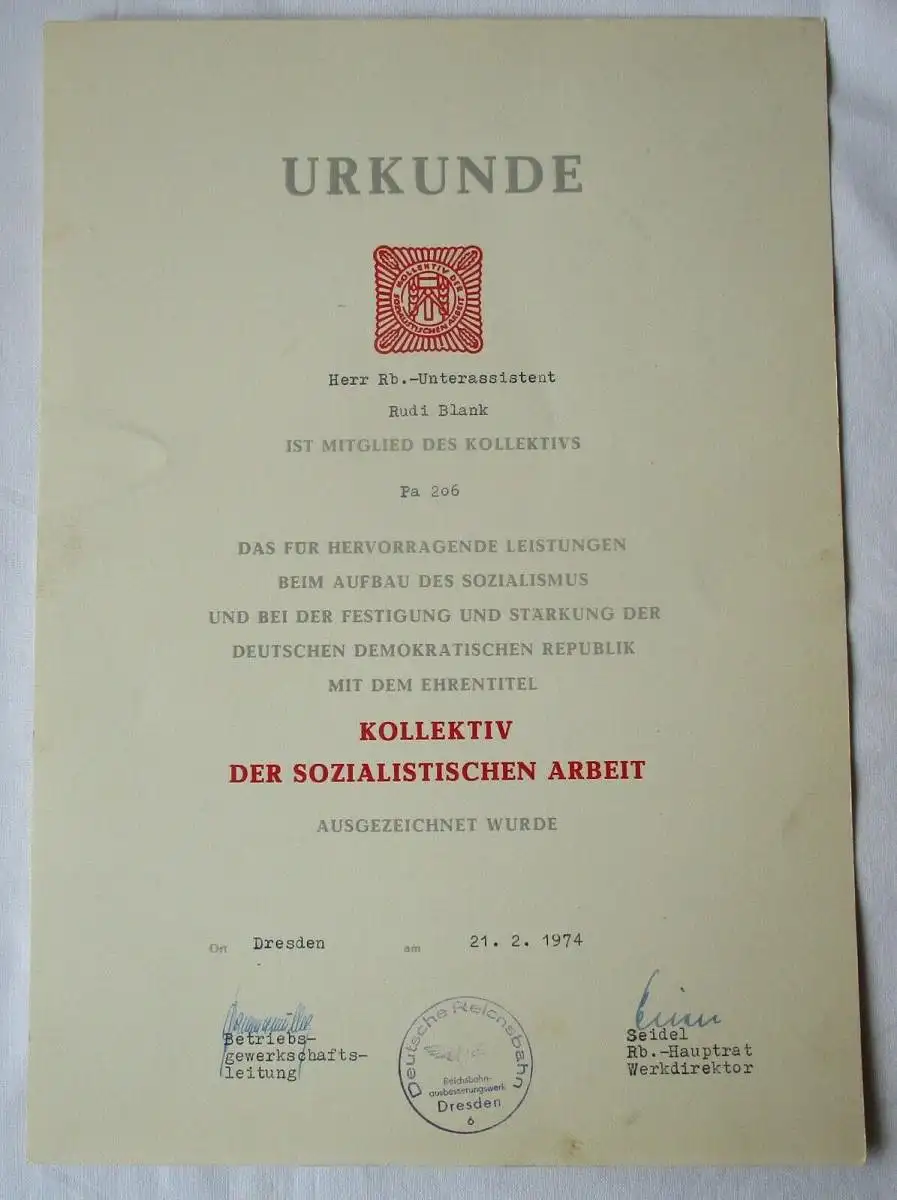 URKUNDE
KOLLEKTIV DER
SOZIALISTISCHEN ARBEIT
Herr Rb.-Unterassistent
Rudi Blank
IST MITGLIED DES KOLLEKTIVS
Pa 206
DAS FÜR HERVORRAGENDE LEISTUNGEN
BEIM AUFBAU DES SOZIALISMUS
UND BEI DER FESTIGUNG UND STÄRKUNG DER
DEUTSCHEN DEMOKRATISCHEN REPUBLIK
MIT DEM EHRENTITEL
KOLLEKTIV
DER SOZIALISTISCHEN ARBEIT
AUSGEZEICHNET WURDE
Ort Dresden am 21. 2. 1974
Betriebs-
gewerkschafts-
leitung
Deutsche Reichsbahn
Reichsbahn-
ausbesserungswerk
Dresden
6
Seidel
Rb.-Hauptrat
Werkdirektor